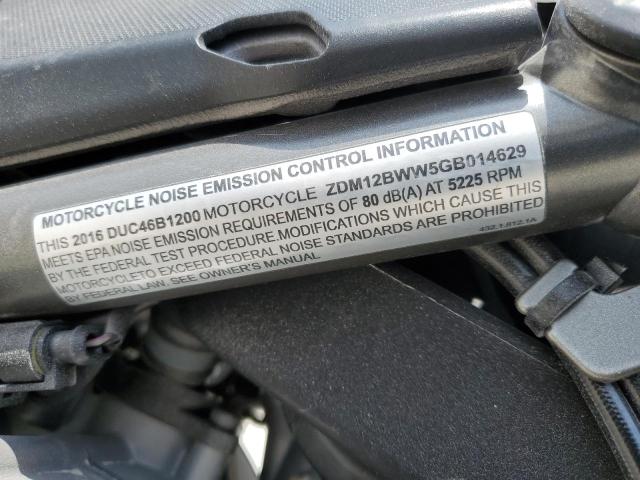 MOTORCYCLE NOISE EMISSION CONTROL INFORMATION
THIS 2016 DUC46B1200 MOTORCYCLE ZDM12BWW5GB014629
MEETS EPA NOISE EMISSION REQUIREMENTS OF 80 dB(A) AT 5225 RPM
BY THE FEDERAL TEST PROCEDURE.MODIFICATIONS WHICH CAUSE THIS
MOTORCYCLETO EXCEED FEDERAL NOISE STANDARDS ARE PROHIBITED
BY FEDERAL LAW. SEE OWNER'S MANUAL
432.1.812.1A